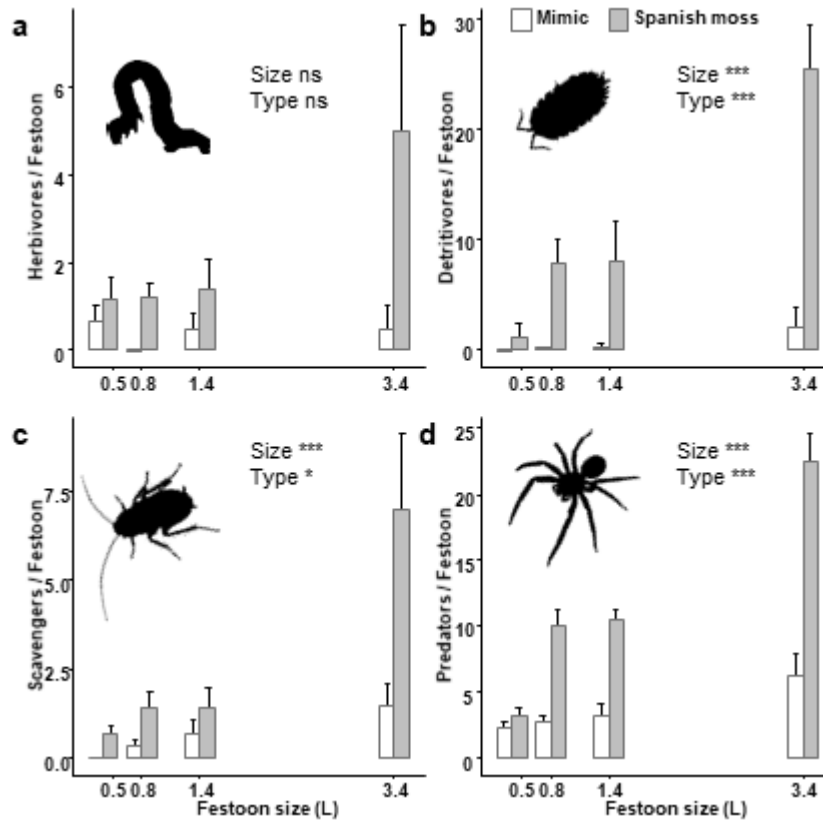 a
Size ns
Type ns
Herbivores / Festoon
6
4
2
0
0.5 0.8 1.4 3.4
b
Mimic Spanish moss
Size ***
Type ***
Detritivores / Festoon
30
20
10
0
0.5 0.8 1.4 3.4
c
Size ***
Type *
Scavengers / Festoon
7.5
5.0
2.5
0.0
0.5 0.8 1.4 3.4
Festoon size (L)
d
Size ***
Type ***
Predators / Festoon
25
20
15
10
5
0
0.5 0.8 1.4 3.4
Festoon size (L)